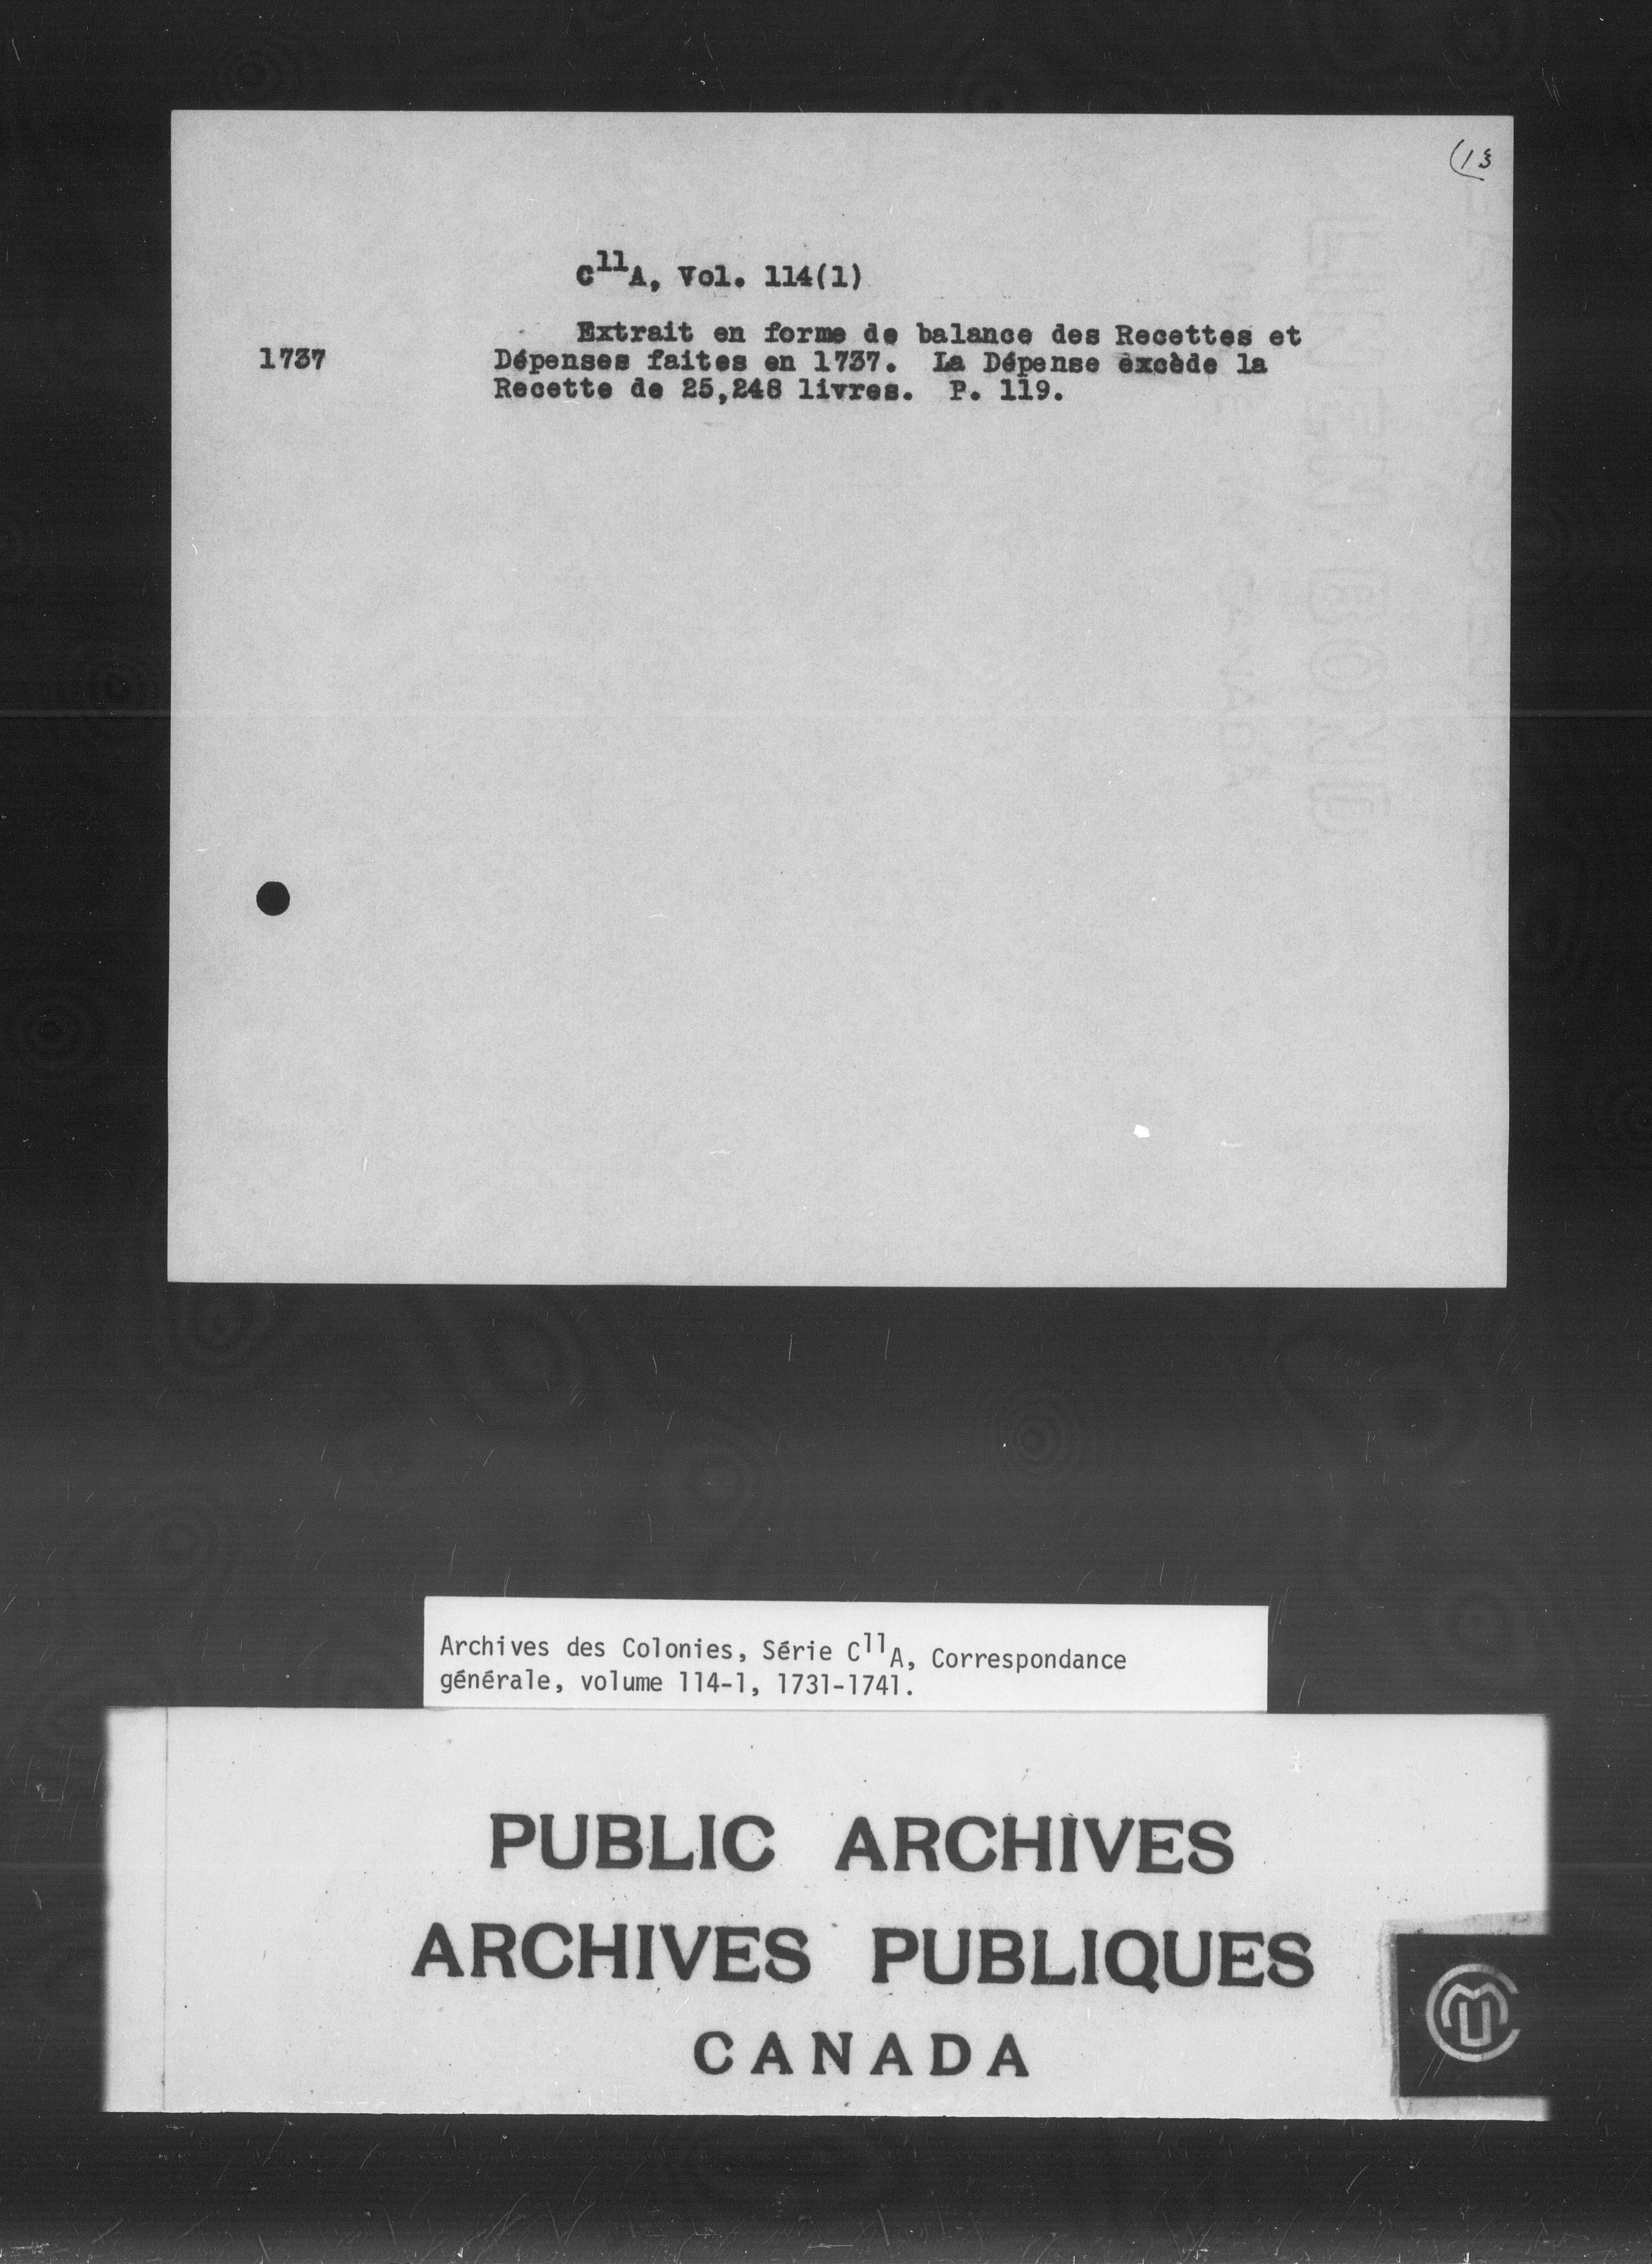 (13
C11A, Vol. 114(1)
Extrait en forme de balance des Recettes et
1737 Dépenses faites en 1737. La Dépense excède la
Recette de 25,248 livres. P. 119.
Archives des Colonies, Série C11A, Correspondance
générale, volume 114-1, 1731-1741.
PUBLIC ARCHIVES
ARCHIVES PUBLIQUES
CANADA